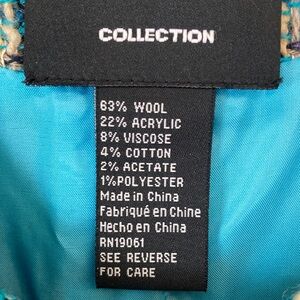 COLLECTION
63% WOOL
22% ACRYLIC
8% VISCOSE
4% COTTON
2% ACETATE
1%POLYESTER
Made in China
Fabriqué en Chine
Hecho en China
RN19061
SEE REVERSE
FOR CARE